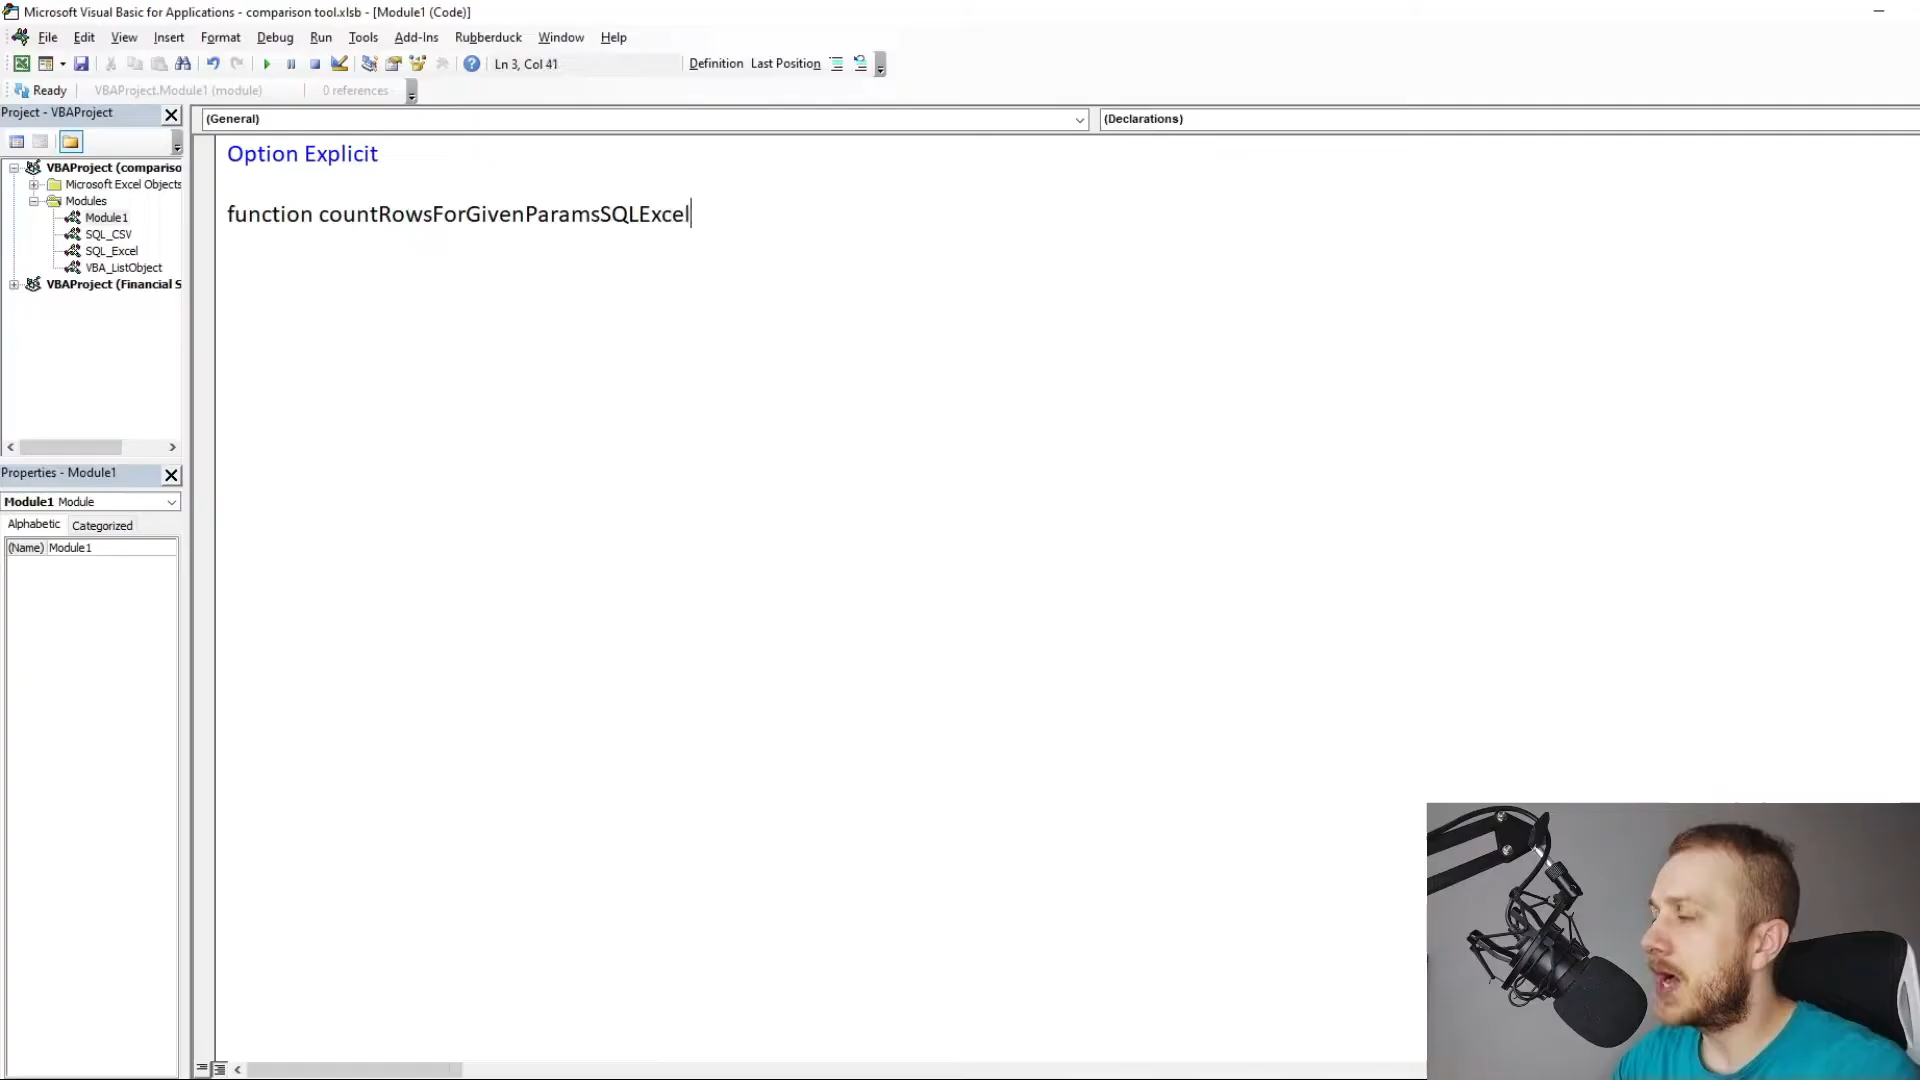 Microsoft Visual Basic for Applications - comparison tool.xlsb - [Module1 (Code)]
File Edit View Insert Format Debug Run Tools Add-Ins Rubberduck Window Help
Ln 3, Col 41 Definition Last Position
Ready VBAProject.Module1 (module) 0 references
Project - VBAProject
(General) (Declarations)
VBAProject (compariso
Microsoft Excel Objects
Modules
Module1
SQL_CSV
SQL_Excel
VBA_ListObject
VBAProject (Financial S
Option Explicit
function countRowsForGivenParamsSQLExcel
Properties - Module1
Module1 Module
Alphabetic Categorized
(Name) Module1